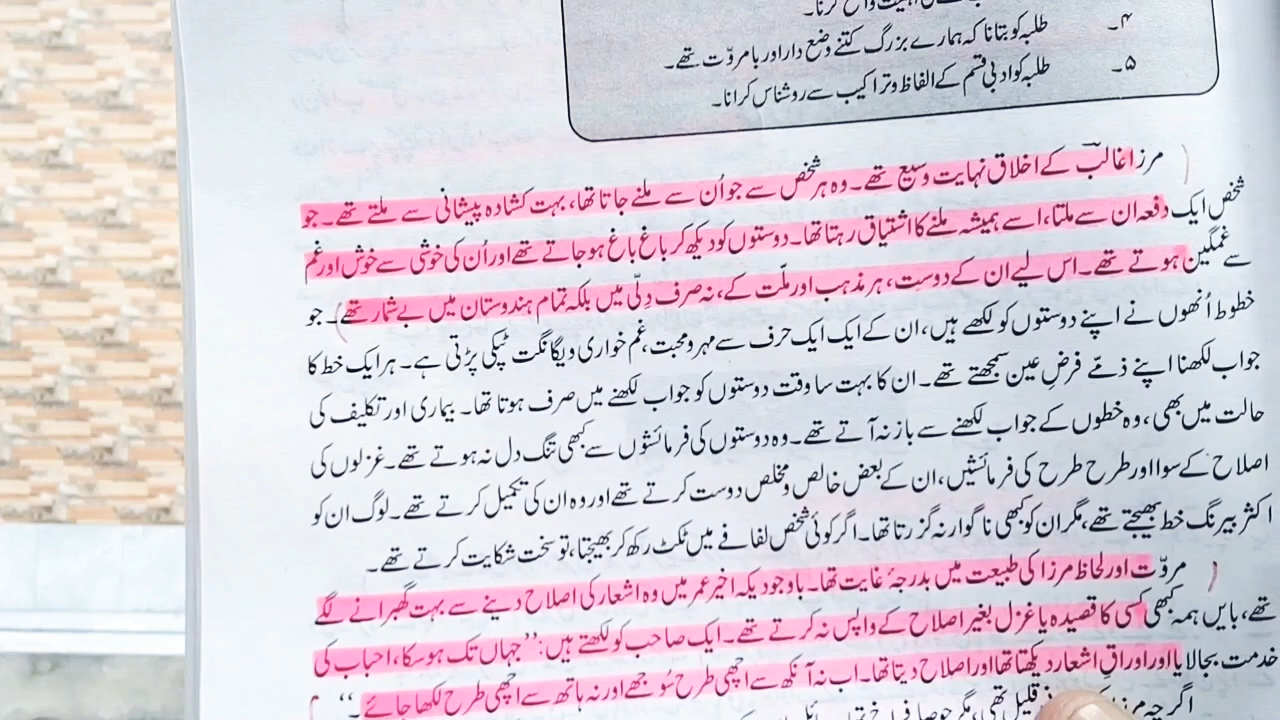 کی اہمیت واضح کرنا۔
۴۔ طلبہ کو بتانا کہ ہمارے بزرگ کتنے وضع دار اور بامروّت تھے۔
۵۔ طلبہ کو ادبی قسم کے الفاظ و تراکیب سے روشناس کرانا۔
مرزا غالبؔ کے اخلاق نہایت وسیع تھے۔ وہ ہر شخص سے جو اُن سے ملنے جاتا تھا، بہت کشادہ پیشانی سے ملتے تھے۔ جو
شخص ایک دفعہ ان سے ملتا، اسے ہمیشہ ملنے کا اشتیاق رہتا تھا۔ دوستوں کو دیکھ کر باغ باغ ہو جاتے تھے اور اُن کی خوشی سے خوش اور غم
سے غمگین ہوتے تھے۔ اس لیے ان کے دوست، ہر مذہب اور ملّت کے، نہ صرف دِلّی میں بلکہ تمام ہندوستان میں بے شمار تھے۔ جو
خطوط اُنھوں نے اپنے دوستوں کو لکھے ہیں، ان کے ایک ایک حرف سے مہر و محبت، غم خواری و یگانگت ٹپکی پڑتی ہے۔ ہر ایک خط کا
جواب لکھنا اپنے ذمّے فرضِ عین سمجھتے تھے۔ ان کا بہت سا وقت دوستوں کو جواب لکھنے میں صرف ہوتا تھا۔ بیماری اور تکلیف کی
حالت میں بھی، وہ خطوں کے جواب لکھنے سے باز نہ آتے تھے۔ وہ دوستوں کی فرمائشوں سے کبھی تنگ دل نہ ہوتے تھے۔ غزلوں کی
اصلاح کے سوا اور طرح طرح کی فرمائشیں، ان کے بعض خالص و مخلص دوست کرتے تھے اور وہ ان کی تکمیل کرتے تھے۔ لوگ ان کو
اکثر بیرنگ خط بھیجتے تھے، مگر ان کو کبھی ناگوار نہ گزرتا تھا۔ اگر کوئی شخص لفافے میں ٹکٹ رکھ کر بھیجتا، تو سخت شکایت کرتے تھے۔
مروّت اور لحاظ مرزا کی طبیعت میں بدرجۂ غایت تھا۔ باوجودیکہ اخیر عمر میں وہ اشعار کی اصلاح دینے سے بہت گھبرانے لگے
تھے، بایں ہمہ کبھی کسی کا قصیدہ یا غزل بغیر اصلاح کے واپس نہ کرتے تھے۔ ایک صاحب کو لکھتے ہیں: ”جہاں تک ہو سکا، احباب کی
خدمت بجا لایا اور اوراقِ اشعار دیکھتا تھا اور اصلاح دیتا تھا۔ اب نہ آنکھ سے اچھی طرح سُوجھے اور نہ ہاتھ سے اچھی طرح لکھا جائے۔“
اگرچہ قلیل تھی، مگر